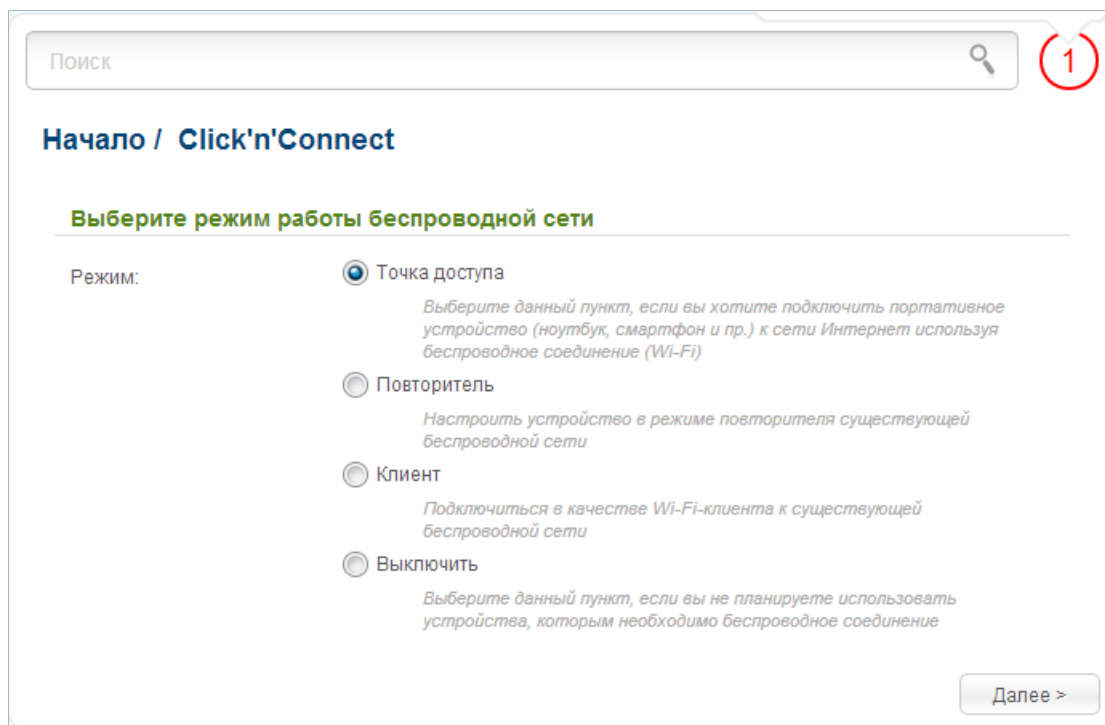 Поиск
1
Начало / Click'n'Connect
Выберите режим работы беспроводной сети
Режим:
Точка доступа
Выберите данный пункт, если вы хотите подключить портативное
устройство (ноутбук, смартфон и пр.) к сети Интернет используя
беспроводное соединение (Wi-Fi)
Повторитель
Настроить устройство в режиме повторителя существующей
беспроводной сети
Клиент
Подключиться в качестве Wi-Fi-клиента к существующей
беспроводной сети
Выключить
Выберите данный пункт, если вы не планируете использовать
устройства, которым необходимо беспроводное соединение
Далее >